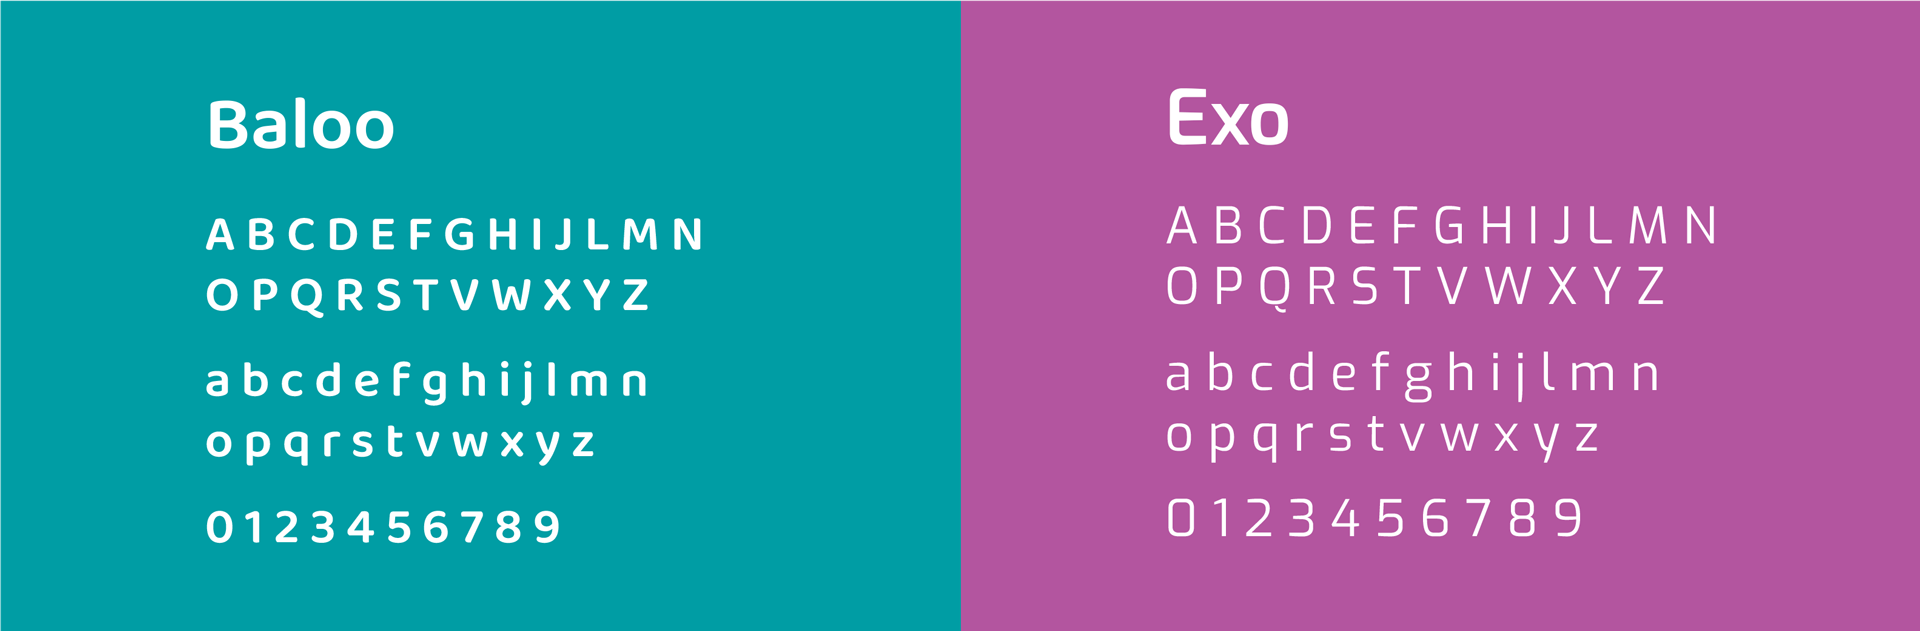 Baloo
A B C D E F G H I J L M N
O P Q R S T V W X Y Z
a b c d e f g h i j l m n
o p q r s t v w x y z
0 1 2 3 4 5 6 7 8 9
Exo
A B C D E F G H I J L M N
O P Q R S T V W X Y Z
a b c d e f g h i j l m n
o p q r s t v w x y z
0 1 2 3 4 5 6 7 8 9